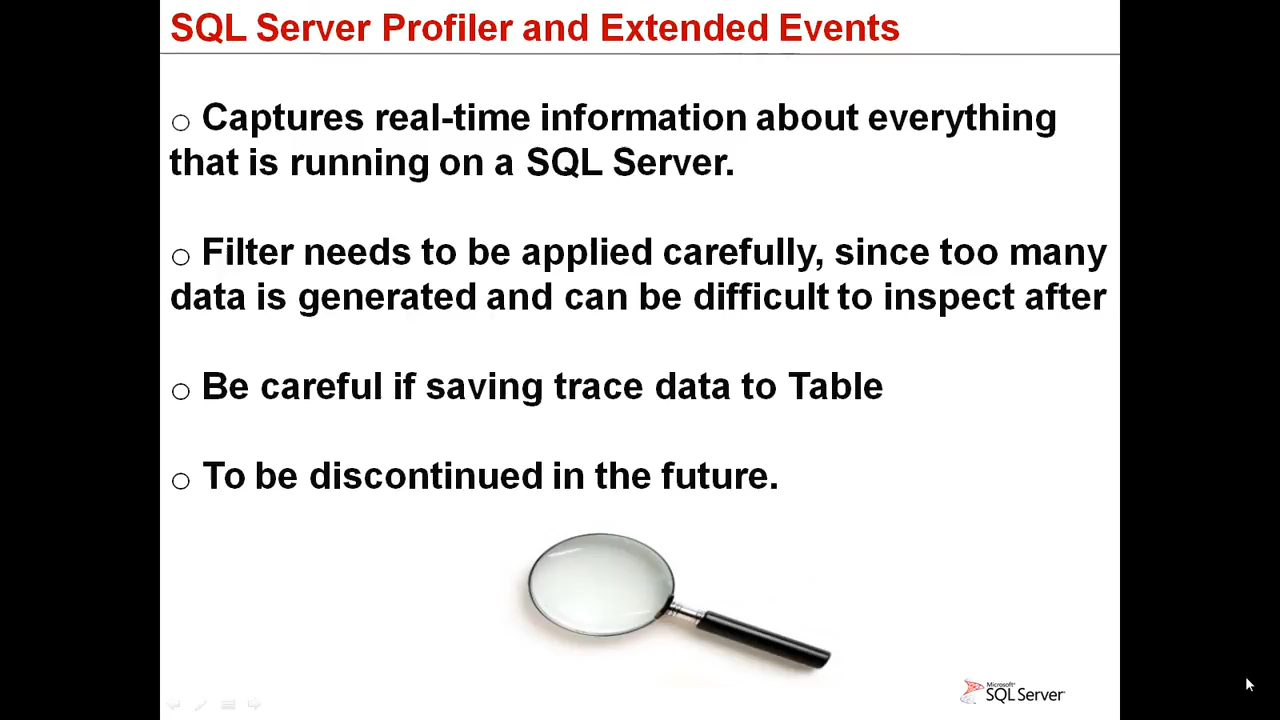 SQL Server Profiler and Extended Events
o Captures real-time information about everything
that is running on a SQL Server.
o Filter needs to be applied carefully, since too many
data is generated and can be difficult to inspect after
o Be careful if saving trace data to Table
o To be discontinued in the future.
Microsoft®
SQL Server